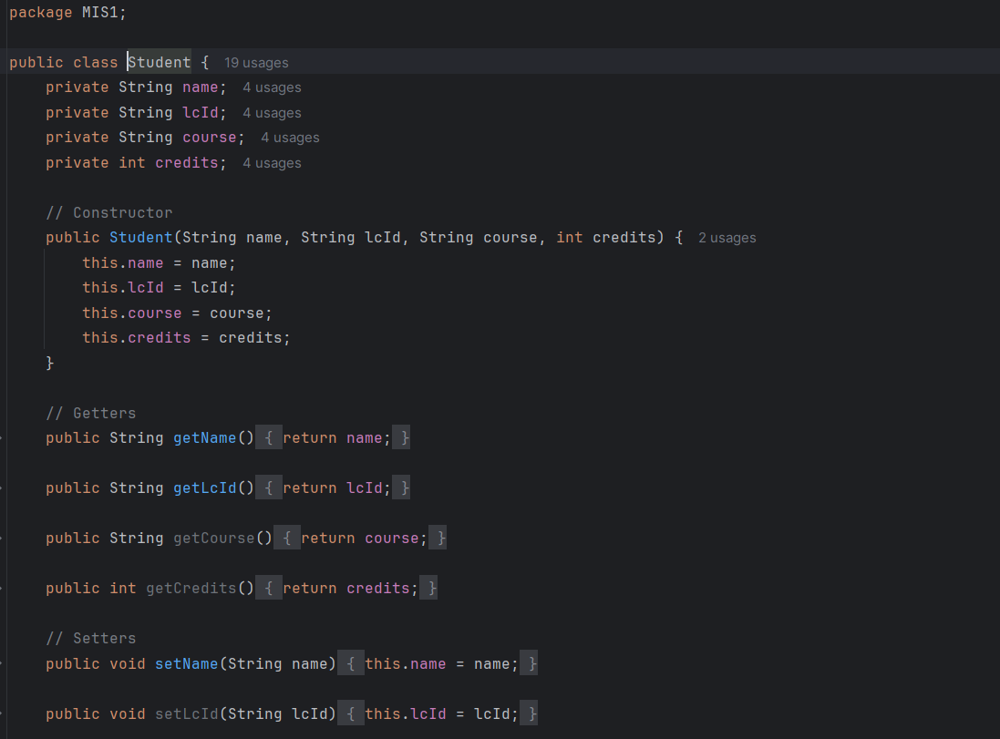 package MIS1;
public class Student {  19 usages
private String name;  4 usages
private String lcId;  4 usages
private String course;  4 usages
private int credits;  4 usages
// Constructor
public Student(String name, String lcId, String course, int credits) {  2 usages
this.name = name;
this.lcId = lcId;
this.course = course;
this.credits = credits;
}
// Getters
public String getName() { return name; }
public String getLcId() { return lcId; }
public String getCourse() { return course; }
public int getCredits() { return credits; }
// Setters
public void setName(String name) { this.name = name; }
public void setLcId(String lcId) { this.lcId = lcId; }